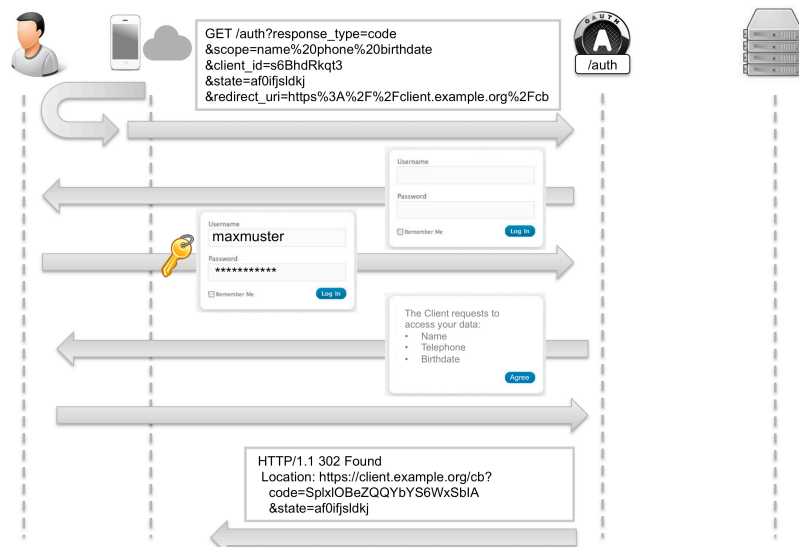 GET /auth?response_type=code
&scope=name%20phone%20birthdate
&client_id=s6BhdRkqt3
&state=af0ifjsldkj
&redirect_uri=https%3A%2F%2Fclient.example.org%2Fcb
OAUTH
/auth
Username
Password
Remember Me
Log In
Username
maxmuster
Password
***********
Remember Me
Log In
The Client requests to
access your data:
• Name
• Telephone
• Birthdate
Agree
HTTP/1.1 302 Found
Location: https://client.example.org/cb?
code=SplxlOBeZQQYbYS6WxSbIA
&state=af0ifjsldkj